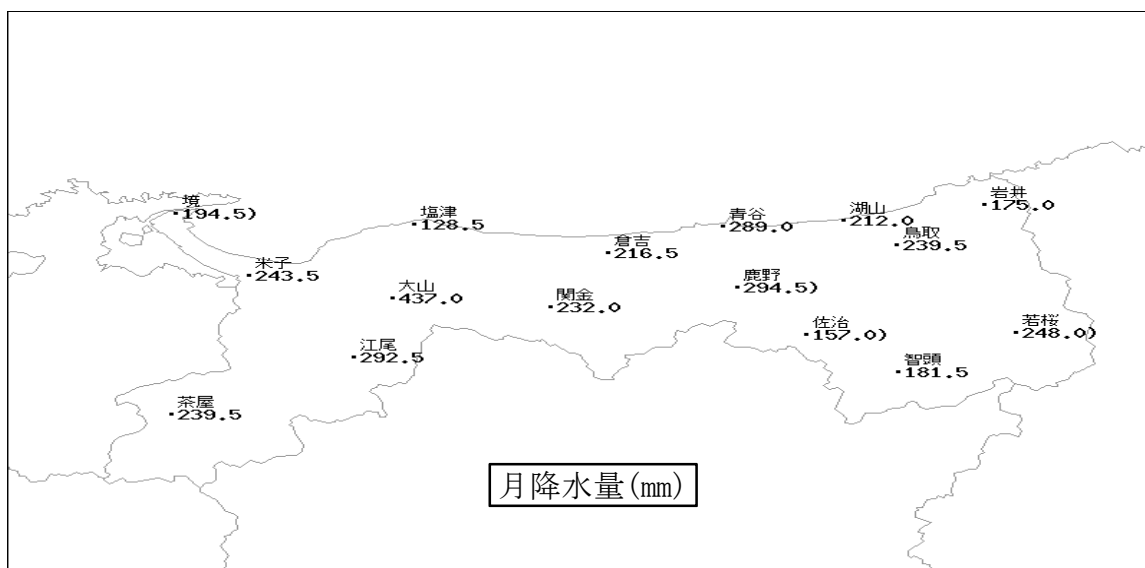 境
・194.5)
塩津
・128.5
青谷
・289.0
湖山
・212.0
岩井
・175.0
鳥取
・239.5
倉吉
・216.5
米子
・243.5
大山
・437.0
関金
・232.0
鹿野
・294.5)
佐治
・157.0)
若桜
・248.0)
江尾
・292.5
智頭
・181.5
茶屋
・239.5
月降水量(㎜)